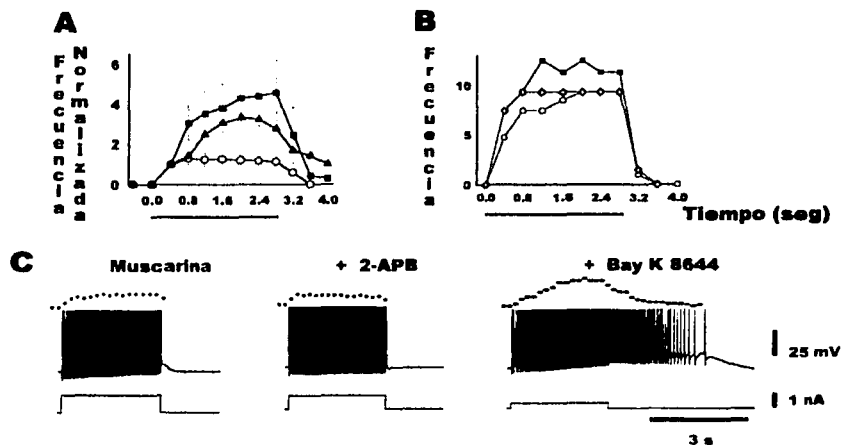 A
Frecuencia
Normalizada
6
4
2
0
0.0 0.8 1.6 2.4 3.2 4.0
B
Frecuencia
10
5
0
0.0 0.8 1.6 2.4 3.2 4.0
Tiempo (seg)
C
Muscarina
+ 2-APB
+ Bay K 8644
25 mV
1 nA
3 s